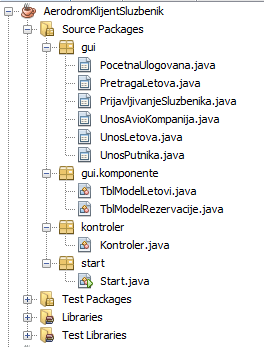 AerodromKlijentSluzbenik
Source Packages
gui
PocetnaUlogovana.java
PretragaLetova.java
PrijavljivanjeSluzbenika.java
UnosAvioKompanija.java
UnosLetova.java
UnosPutnika.java
gui.komponente
TblModelLetovi.java
TblModelRezervacije.java
kontroler
Kontroler.java
start
Start.java
Test Packages
Libraries
Test Libraries